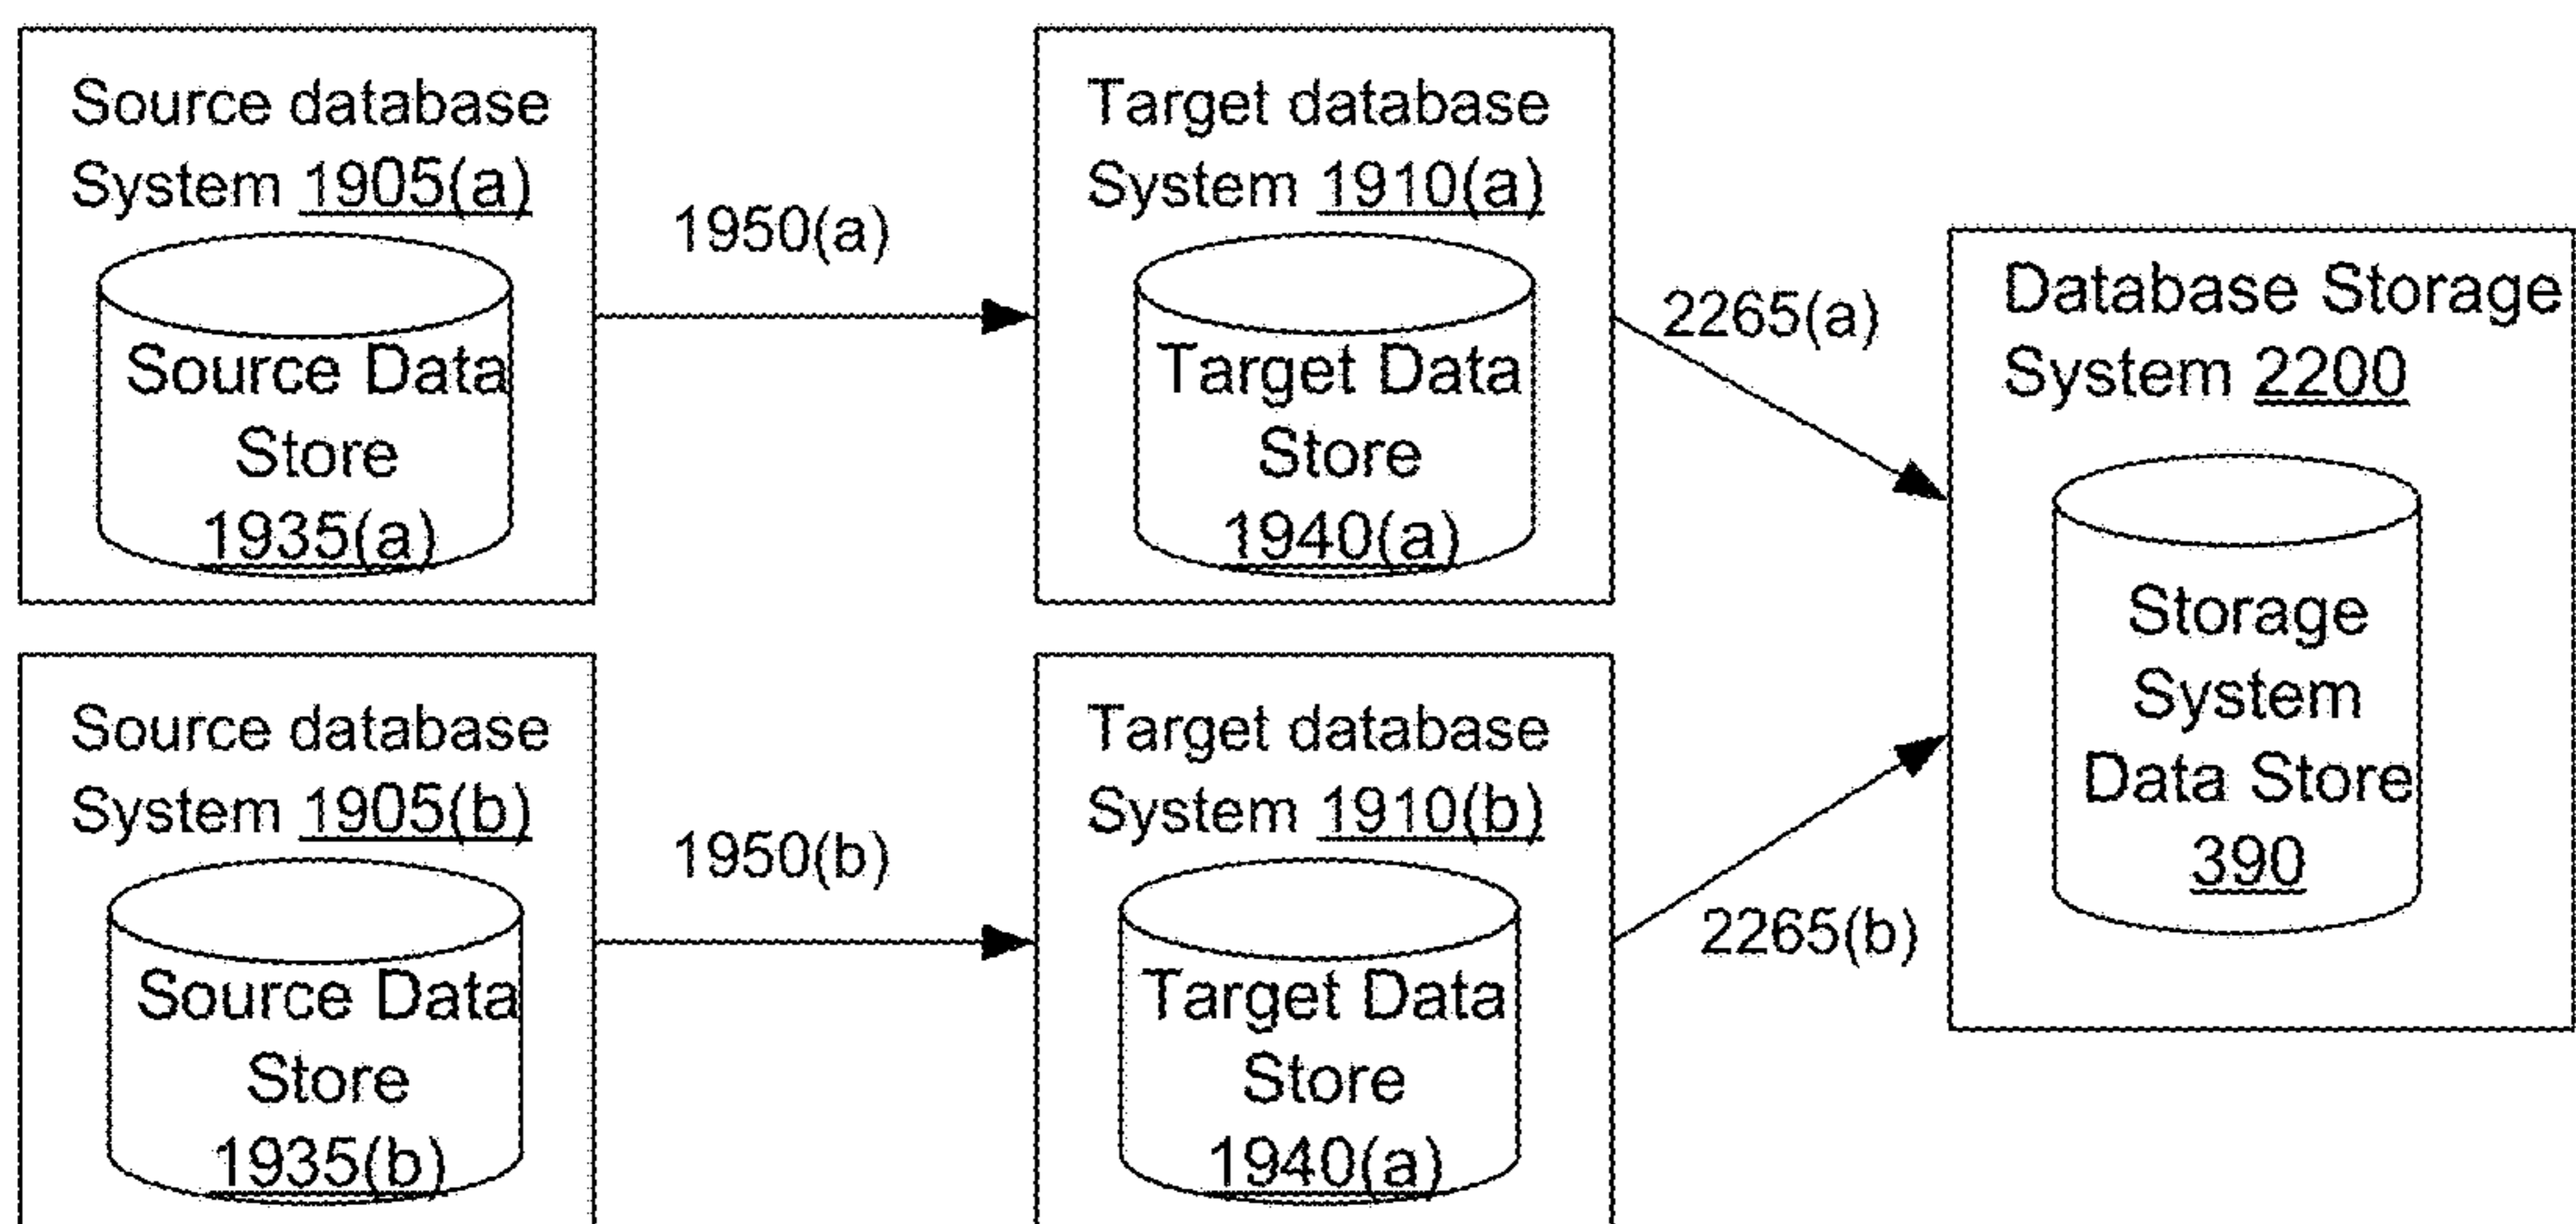 Source database
System 1905(a)
Source Data
Store
1935(a)
1950(a)
Target database
System 1910(a)
Target Data
Store
1940(a)
2265(a)
Database Storage
System 2200
Storage
System
Data Store
390
Source database
System 1905(b)
Source Data
Store
1935(b)
1950(b)
Target database
System 1910(b)
Target Data
Store
1940(a)
2265(b)